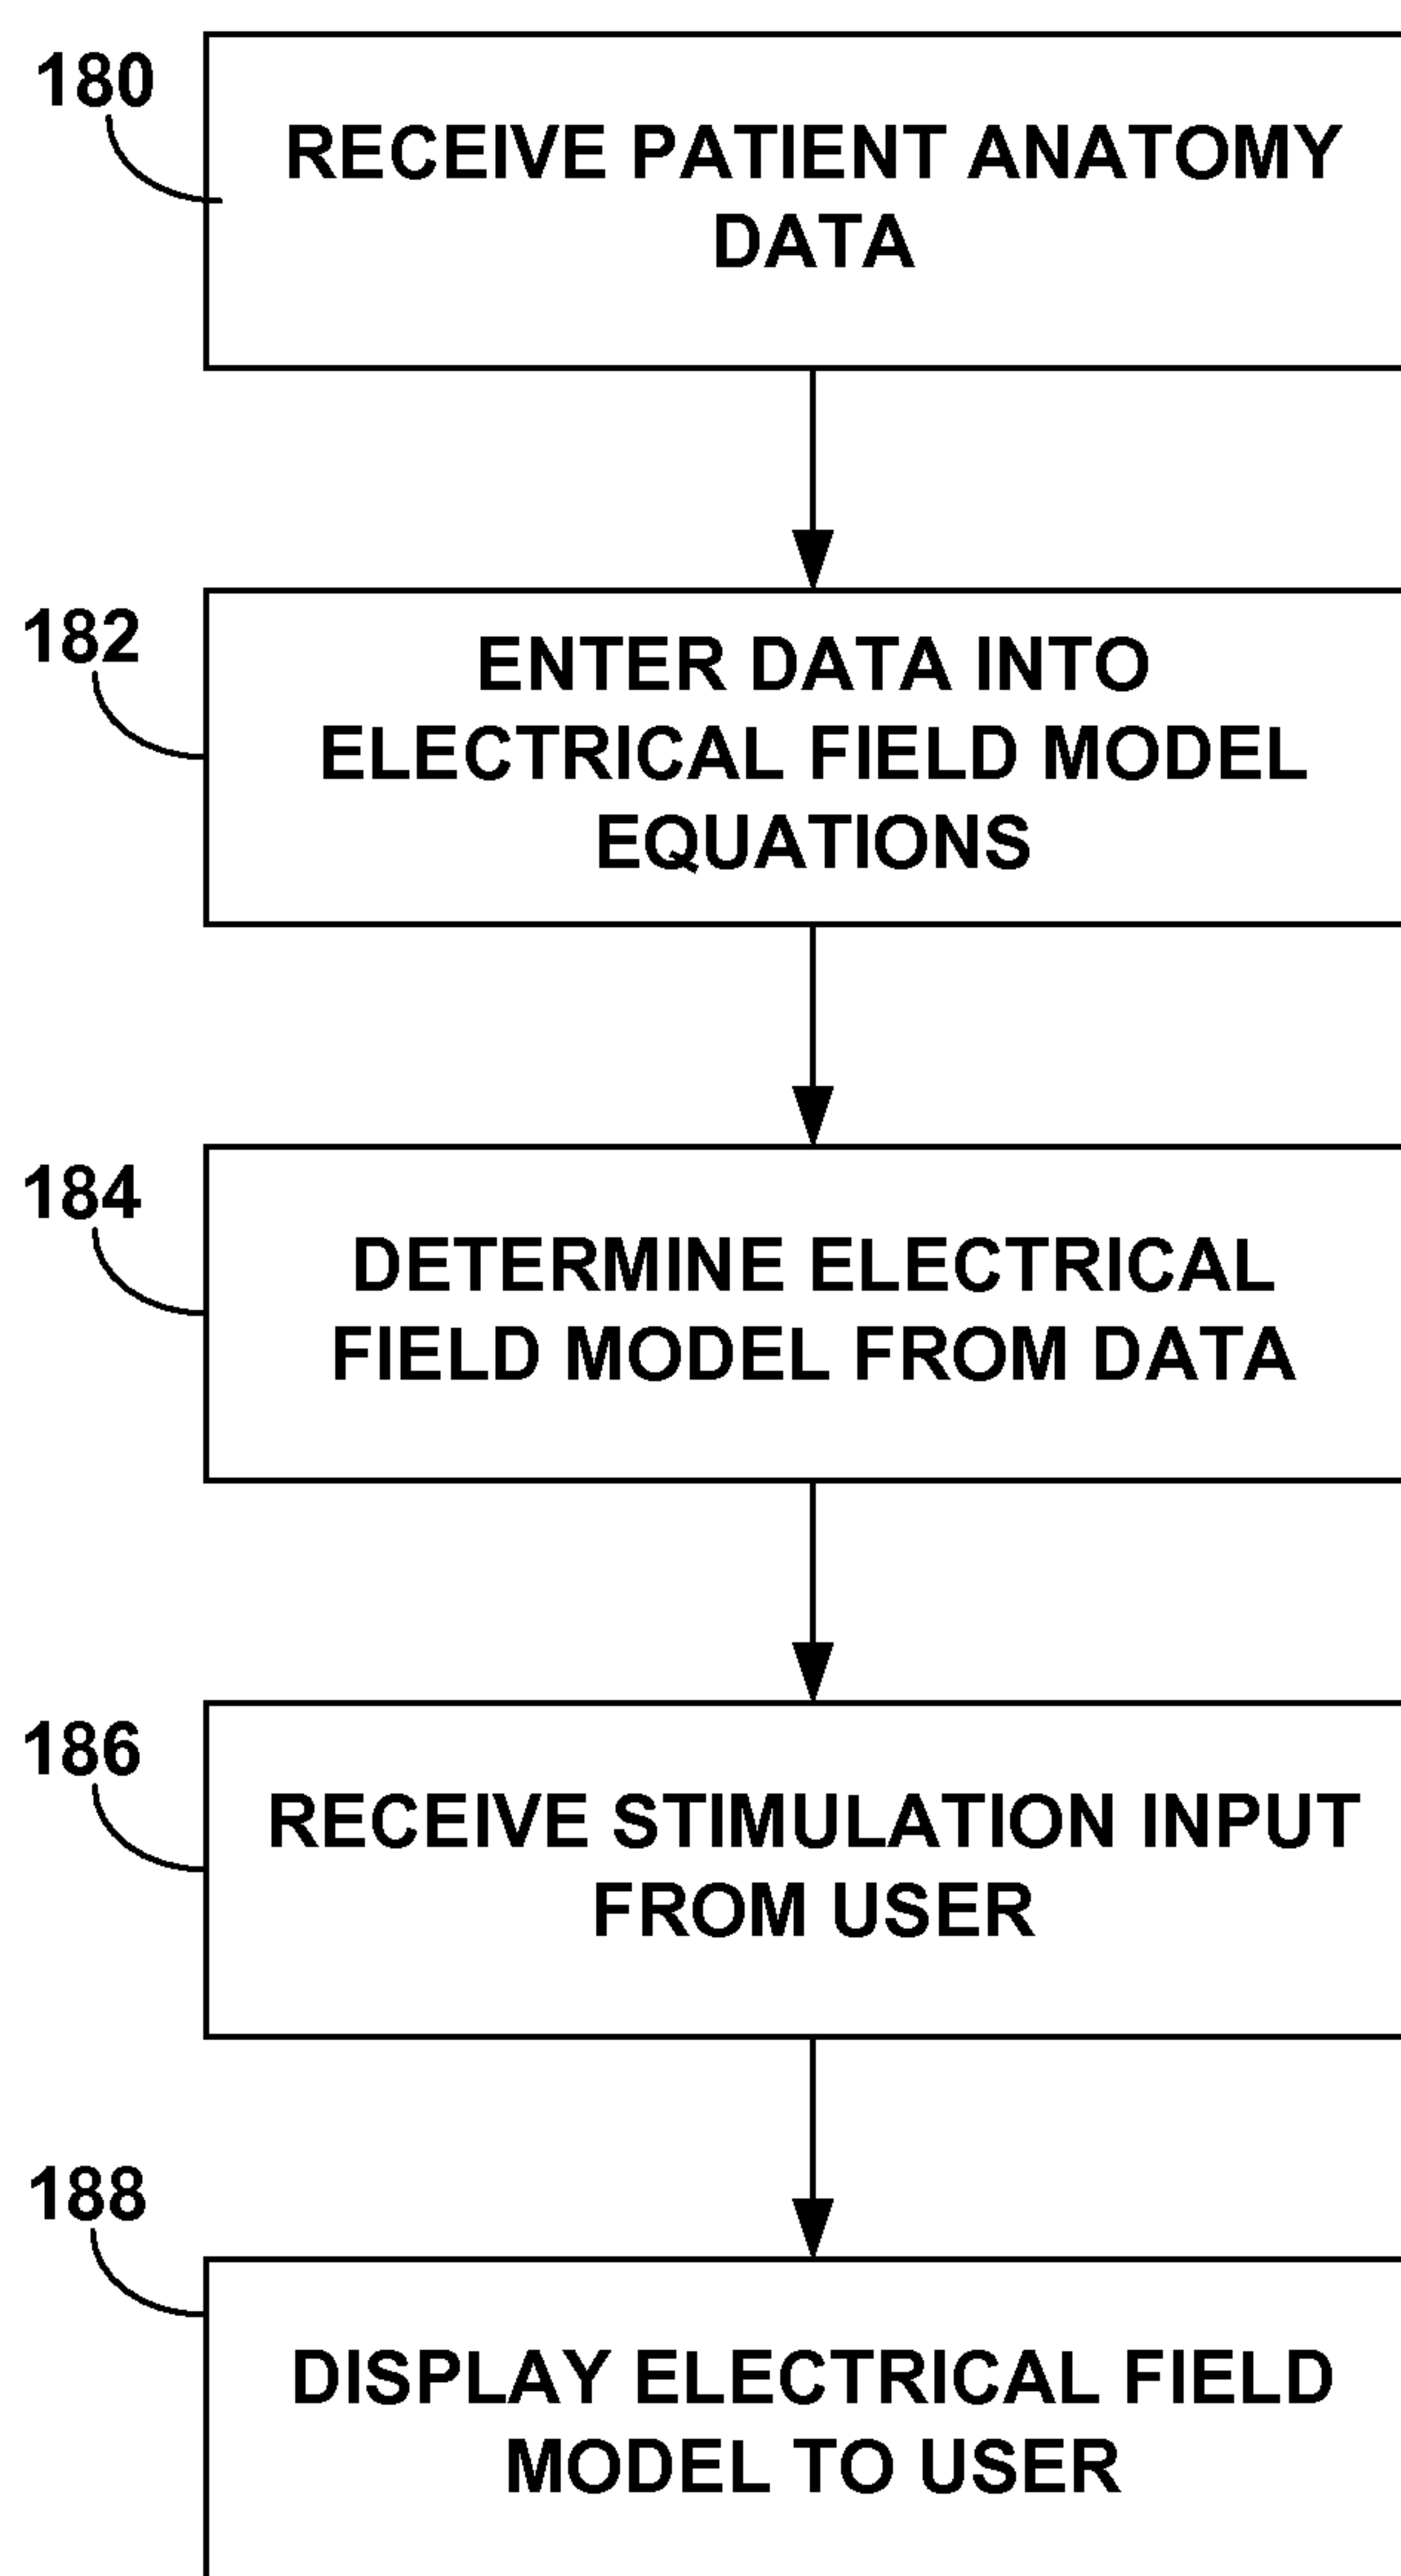 180
RECEIVE PATIENT ANATOMY
DATA
182
ENTER DATA INTO
ELECTRICAL FIELD MODEL
EQUATIONS
184
DETERMINE ELECTRICAL
FIELD MODEL FROM DATA
186
RECEIVE STIMULATION INPUT
FROM USER
188
DISPLAY ELECTRICAL FIELD
MODEL TO USER